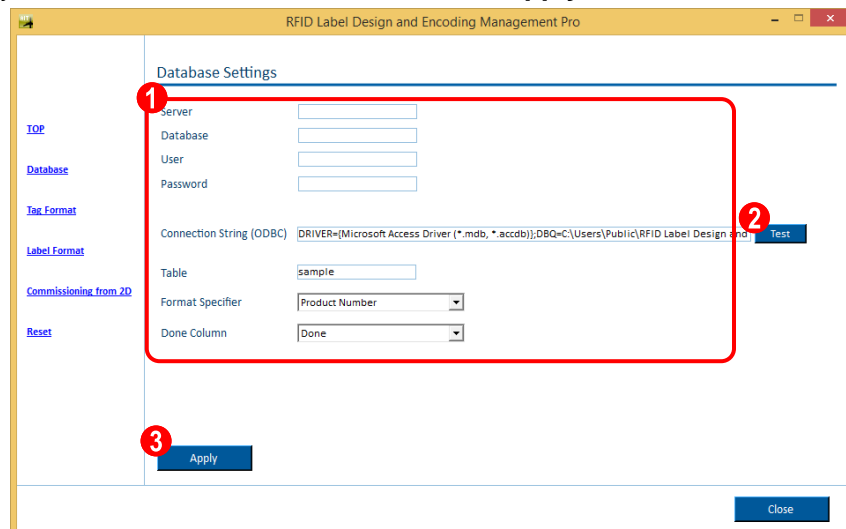 RFID Label Design and Encoding Management Pro
Database Settings
1
Server
TOP
Database
User
Database
Password
Tag Format
2
Connection String (ODBC) DRIVER={Microsoft Access Driver (*.mdb, *.accdb)};DBQ=C:\Users\Public\RFID Label Design and Test
Label Format
Table sample
Commissioning from 2D
Format Specifier Product Number
Reset
Done Column Done
3
Apply
Close